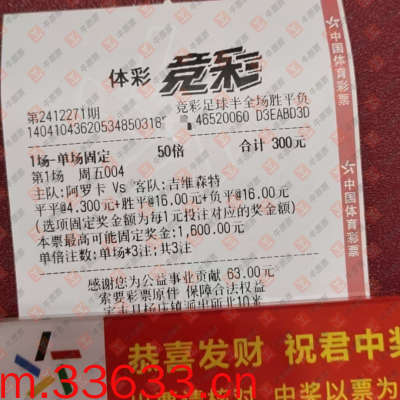 体彩 竞彩
第2412271期 竞彩足球半全场胜平负
14041043620534850318 46520060 D3EABD3D
1场-单场固定 50倍 合计 300元
第1场 周五004
主队:阿罗卡 Vs 客队:吉维森特
平平@4.300元+胜平@16.00元+负平@16.00元
(选项固定奖金额为每1元投注对应的奖金额)
本票最高可能固定奖金:1,600.00元
单倍注数:单场*3注;共3注
感谢您为公益事业贡献 63.00元
索要彩票原件 保障合法权益
中国体育彩票
中国体育彩票
恭喜发财 祝君中奖
中奖以票为
m.33633.cn